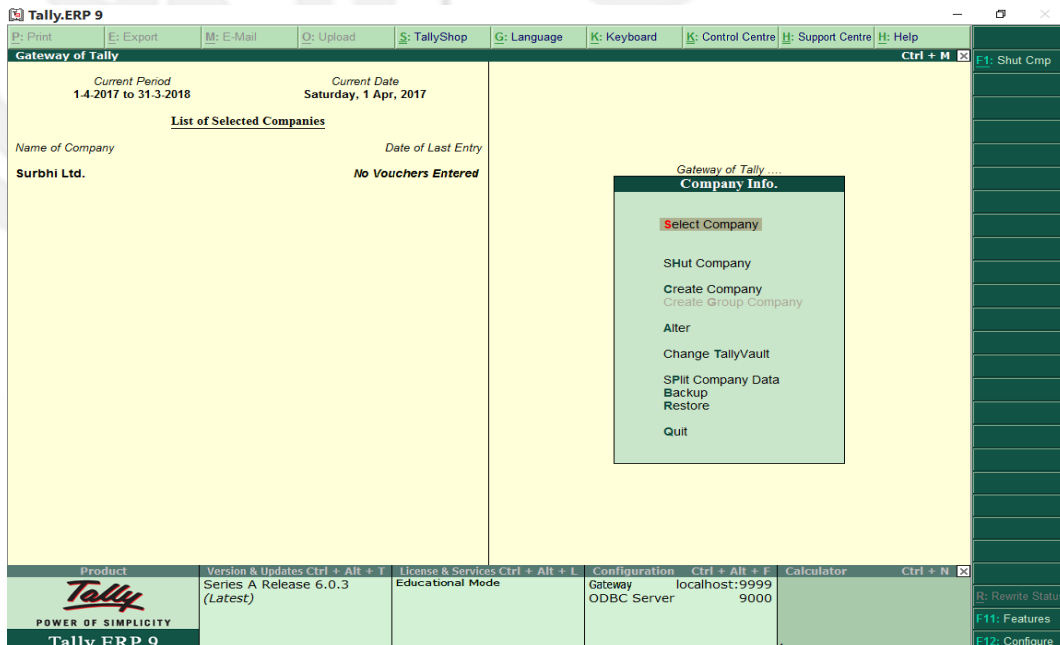 Tally.ERP 9
P: Print E: Export M: E-Mail O: Upload S: TallyShop G: Language K: Keyboard K: Control Centre H: Support Centre H: Help
Gateway of Tally Ctrl + M
F1: Shut Cmp
Current Period Current Date
1-4-2017 to 31-3-2018 Saturday, 1 Apr, 2017
List of Selected Companies
Name of Company Date of Last Entry
Surbhi Ltd. No Vouchers Entered
Gateway of Tally ....
Company Info.
Select Company
SHut Company
Create Company
Create Group Company
Alter
Change TallyVault
SPlit Company Data
Backup
Restore
Quit
Product Version & Updates Ctrl + Alt + T License & Services Ctrl + Alt + L Configuration Ctrl + Alt + F Calculator Ctrl + N
Tally
POWER OF SIMPLICITY
Tally.ERP 9
Series A Release 6.0.3
(Latest)
Educational Mode
Gateway localhost:9999
ODBC Server 9000
R: Rewrite Status
F11: Features
F12: Configure